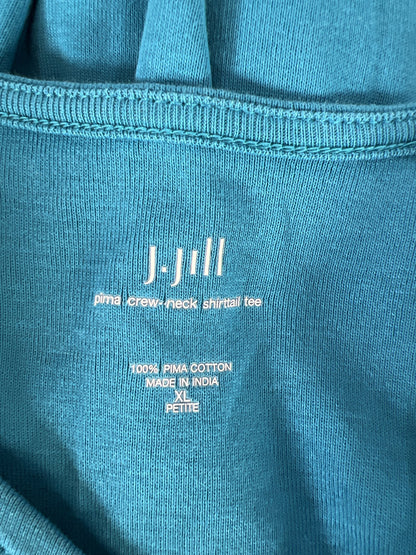 J.Jill
pima crew-neck shirttail tee
100% PIMA COTTON
MADE IN INDIA
XL
PETITE